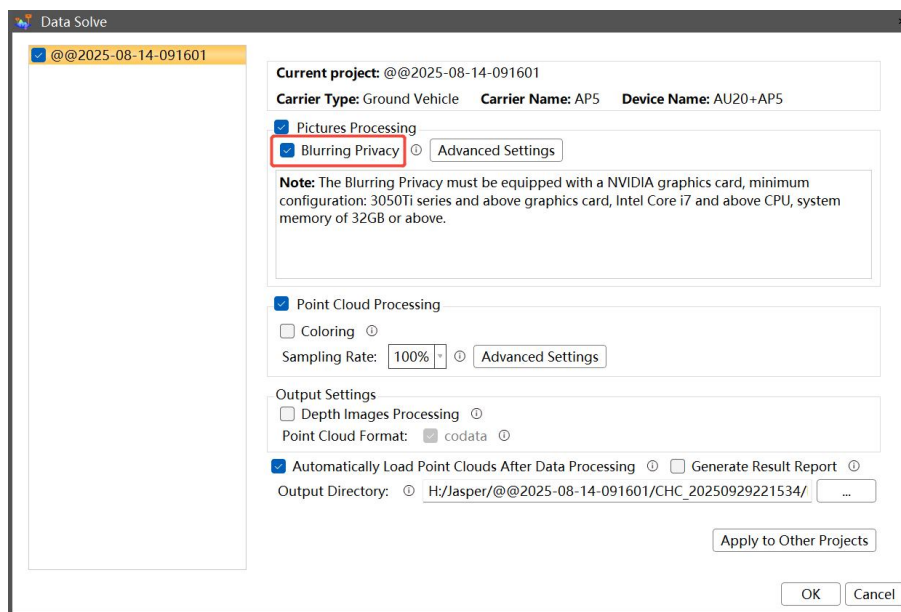 Data Solve
@@2025-08-14-091601
Current project: @@2025-08-14-091601
Carrier Type: Ground Vehicle Carrier Name: AP5 Device Name: AU20+AP5
Pictures Processing
Blurring Privacy Advanced Settings
Note: The Blurring Privacy must be equipped with a NVIDIA graphics card, minimum
configuration: 3050Ti series and above graphics card, Intel Core i7 and above CPU, system
memory of 32GB or above.
Point Cloud Processing
Coloring
Sampling Rate: 100% Advanced Settings
Output Settings
Depth Images Processing
Point Cloud Format: codata
Automatically Load Point Clouds After Data Processing Generate Result Report
Output Directory: H:/Jasper/@@2025-08-14-091601/CHC_20250929221534/ ...
Apply to Other Projects
OK Cancel